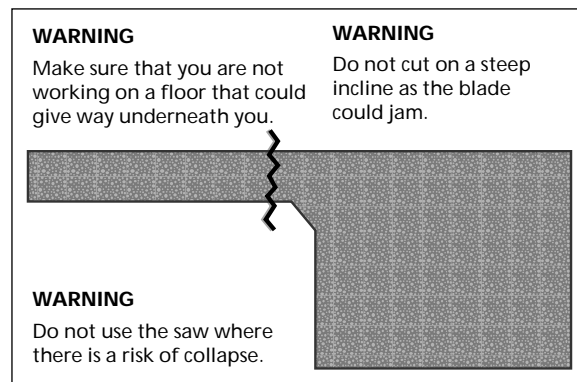 WARNING
Make sure that you are not
working on a floor that could
give way underneath you.
WARNING
Do not cut on a steep
incline as the blade
could jam.
WARNING
Do not use the saw where
there is a risk of collapse.